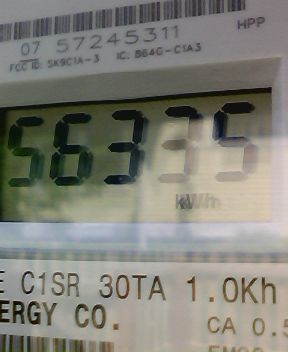 HPP
07 57245311
FCC ID: SK9C1A-3 IC: 864G-C1A3
56335
kWh
E C1SR 30TA 1.0Kh
ERGY CO.
CA 0.5